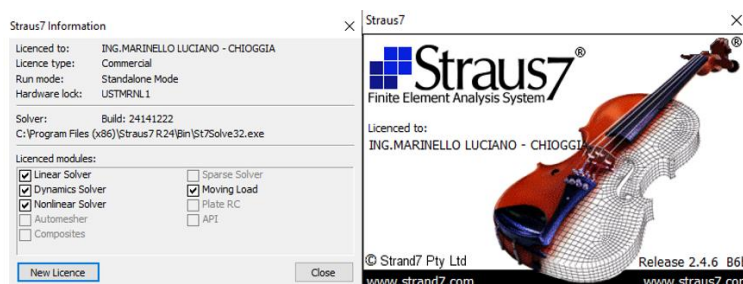 Straus7 Information
Licenced to: ING.MARINELLO LUCIANO - CHIOGGIA
Licence type: Commercial
Run mode: Standalone Mode
Hardware lock: USTMRNL1
Solver: Build: 24141222
C:\Program Files (x86)\Straus7 R24\Bin\St7Solve32.exe
Licenced modules:
Linear Solver
Sparse Solver
Dynamics Solver
Moving Load
Nonlinear Solver
Plate RC
Automesher
API
Composites
New Licence
Close
Straus7
Straus7®
®
Finite Element Analysis System
Licenced to:
ING.MARINELLO LUCIANO - CHIOGGIA
© Strand7 Pty Ltd
Release 2.4.6
www.strand7.com
www.straus7.com